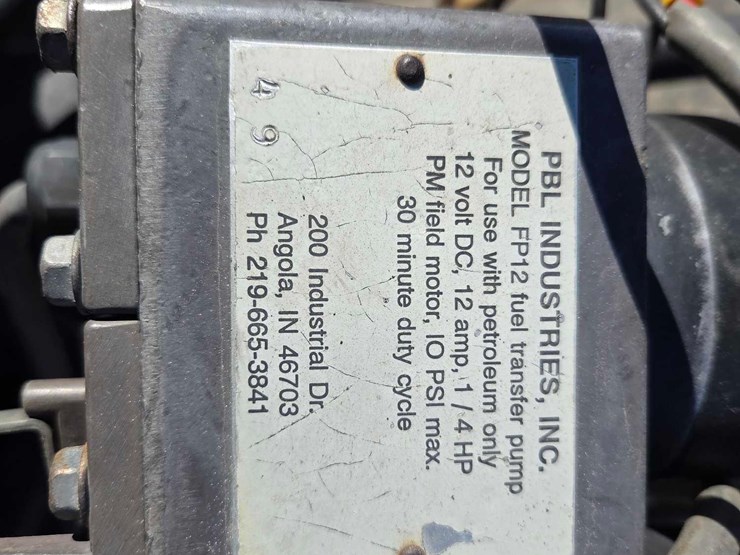 PBL INDUSTRIES, INC.
MODEL FP12 fuel transfer pump
For use with petroleum only
12 volt DC, 12 amp, 1 / 4 HP
PM field motor, 10 PSI max.
30 minute duty cycle
200 Industrial Dr.
Angola, IN 46703
Ph 219-665-3841
4 9